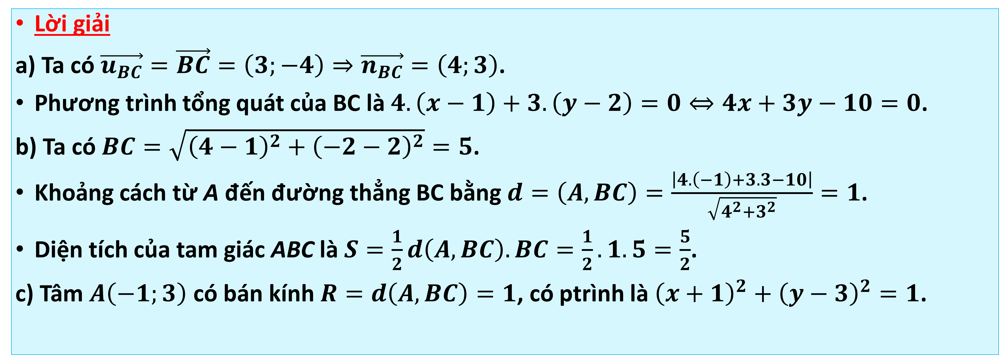 • Lời giải
a) Ta có $\overrightarrow{u_{BC}} = \overrightarrow{BC} = (3; -4) \Rightarrow \overrightarrow{n_{BC}} = (4; 3)$.
• Phương trình tổng quát của BC là $4.(x - 1) + 3.(y - 2) = 0 \Leftrightarrow 4x + 3y - 10 = 0$.
b) Ta có $BC = \sqrt{(4 - 1)^2 + (-2 - 2)^2} = 5$.
• Khoảng cách từ A đến đường thẳng BC bằng $d = (A, BC) = \frac{|4.(-1)+3.3-10|}{\sqrt{4^2+3^2}} = 1$.
• Diện tích của tam giác ABC là $S = \frac{1}{2} d(A, BC). BC = \frac{1}{2}. 1. 5 = \frac{5}{2}$.
c) Tâm $A(-1; 3)$ có bán kính $R = d(A, BC) = 1$, có ptrình là $(x + 1)^2 + (y - 3)^2 = 1$.